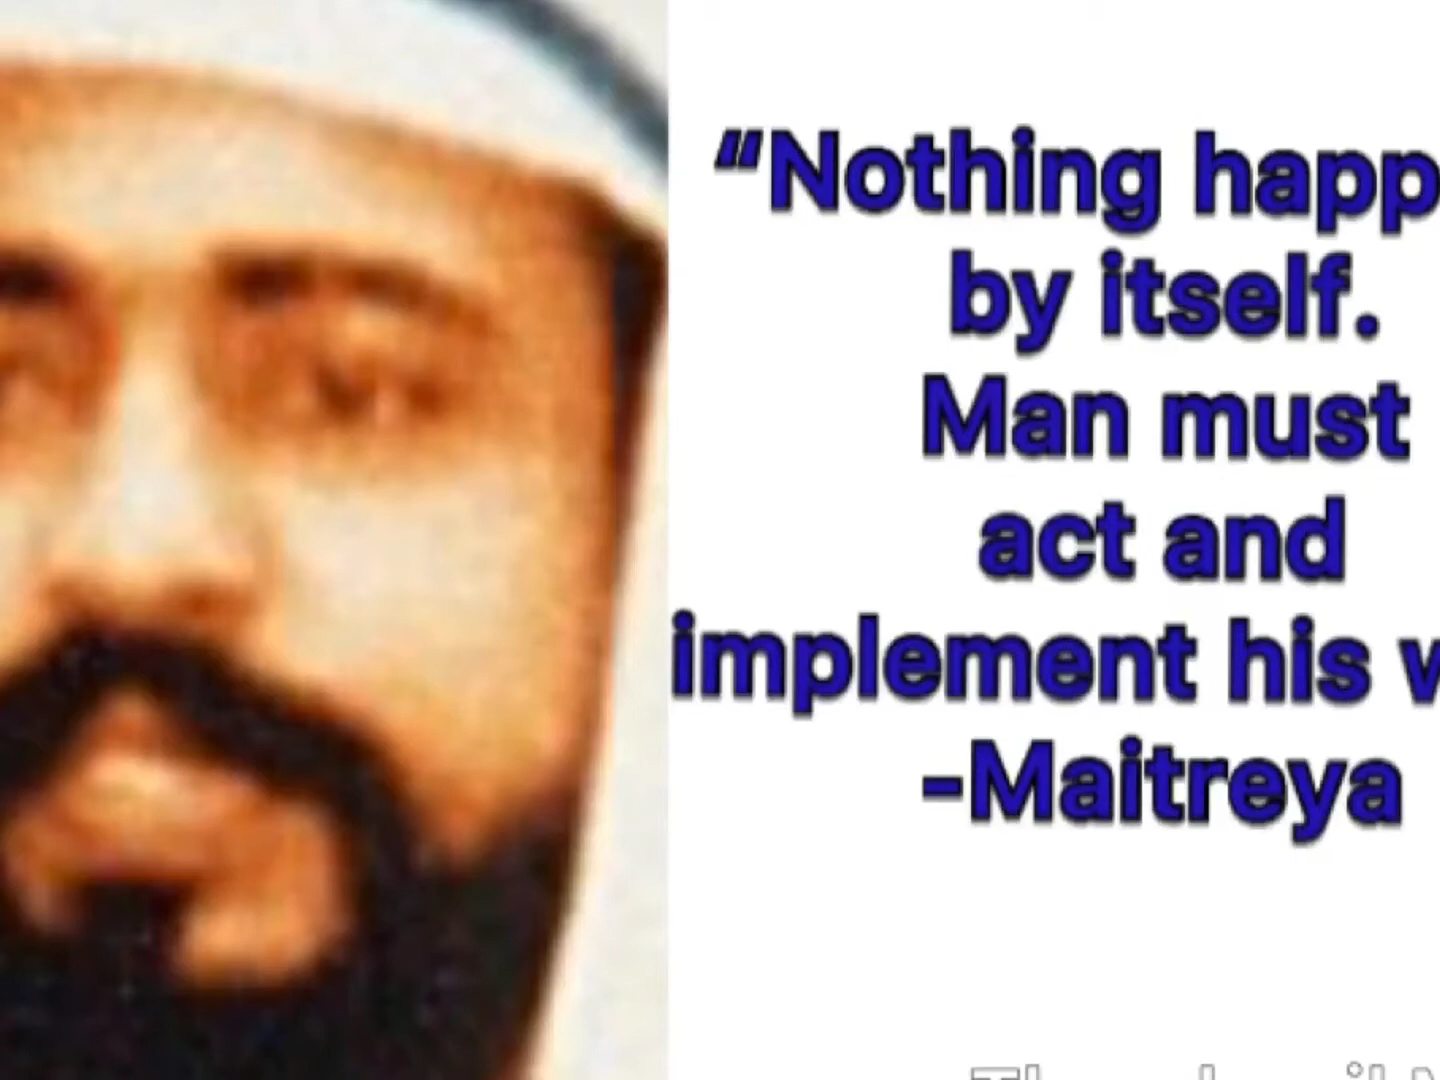 “Nothing happ
by itself.
Man must
act and
implement his
-Maitreya